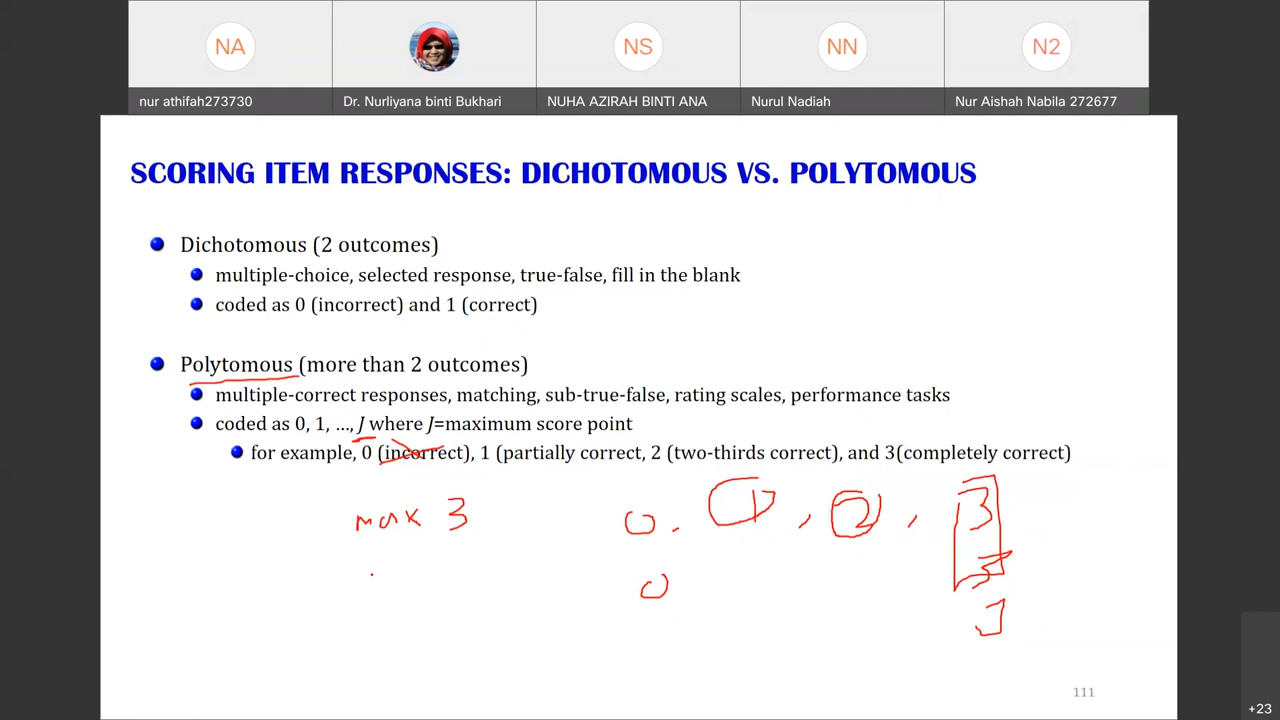 NA
NS
NN
N2
nur athifah273730
Dr. Nurliyana binti Bukhari
NUHA AZIRAH BINTI ANA
Nurul Nadiah
Nur Aishah Nabila 272677
SCORING ITEM RESPONSES: DICHOTOMOUS VS. POLYTOMOUS
Dichotomous (2 outcomes)
multiple-choice, selected response, true-false, fill in the blank
coded as 0 (incorrect) and 1 (correct)
Polytomous (more than 2 outcomes)
multiple-correct responses, matching, sub-true-false, rating scales, performance tasks
coded as 0, 1, ..., J where J=maximum score point
for example, 0 (incorrect), 1 (partially correct, 2 (two-thirds correct), and 3(completely correct)
max 3 0, 1, 2, 3
0 5
J
111
+23